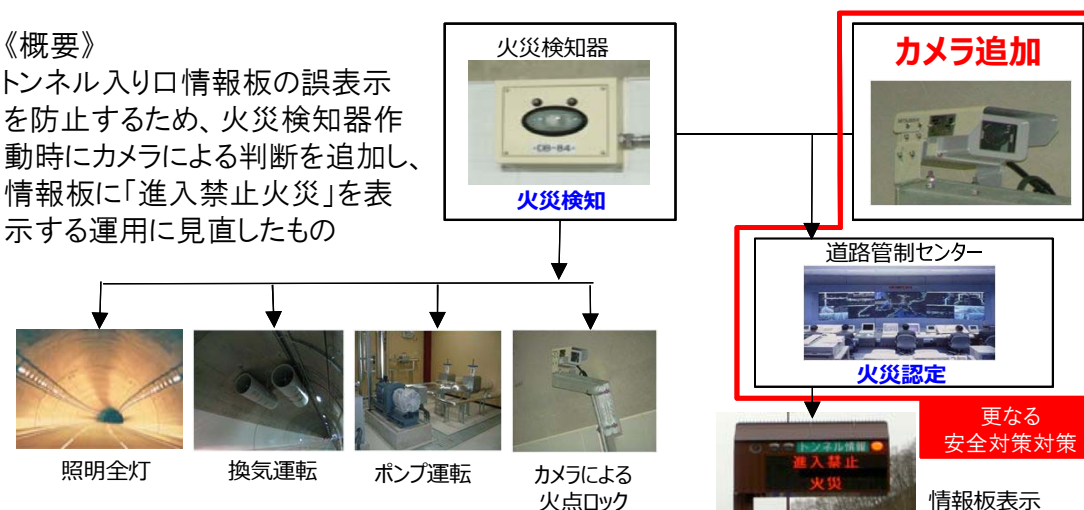 《概要》
トンネル入り口情報板の誤表示
を防止するため、火災検知器作
動時にカメラによる判断を追加し、
情報板に「進入禁止火災」を表
示する運用に見直したもの
火災検知器
-DB-84-
火災検知
カメラ追加
道路管制センター
火災認定
更なる
安全対策対策
照明全灯
換気運転
ポンプ運転
カメラによる
火点ロック
トンネル情報
進入禁止
火災
情報板表示